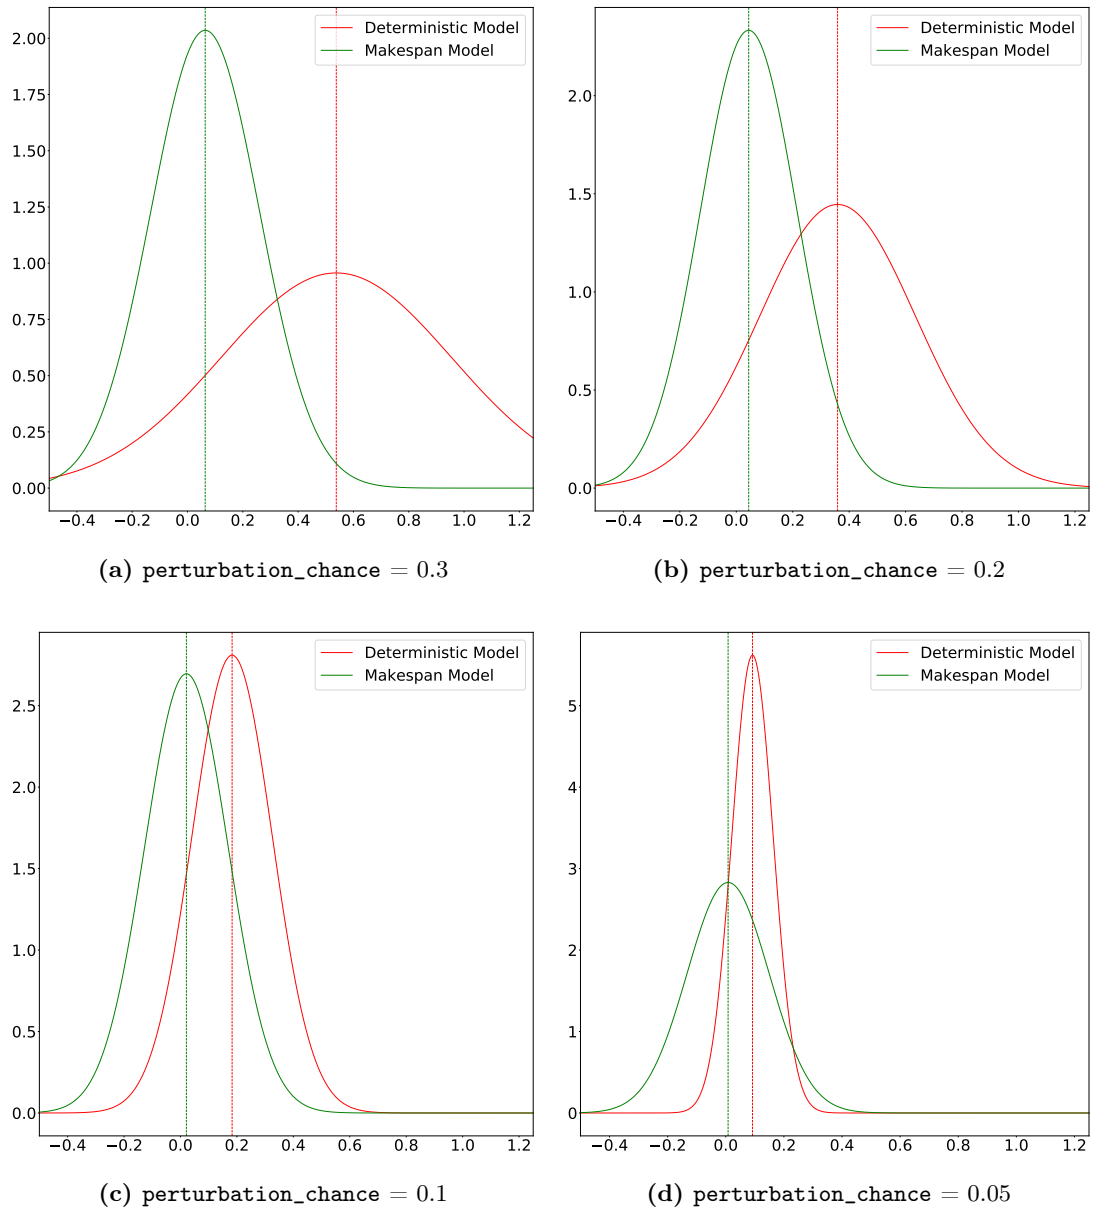 Deterministic Model
Makespan Model
2.00
1.75
1.50
1.25
1.00
0.75
0.50
0.25
0.00
−0.4 −0.2 0.0 0.2 0.4 0.6 0.8 1.0 1.2
(a) perturbation_chance = 0.3
Deterministic Model
Makespan Model
2.0
1.5
1.0
0.5
0.0
−0.4 −0.2 0.0 0.2 0.4 0.6 0.8 1.0 1.2
(b) perturbation_chance = 0.2
Deterministic Model
Makespan Model
2.5
2.0
1.5
1.0
0.5
0.0
−0.4 −0.2 0.0 0.2 0.4 0.6 0.8 1.0 1.2
(c) perturbation_chance = 0.1
Deterministic Model
Makespan Model
5
4
3
2
1
0
−0.4 −0.2 0.0 0.2 0.4 0.6 0.8 1.0 1.2
(d) perturbation_chance = 0.05